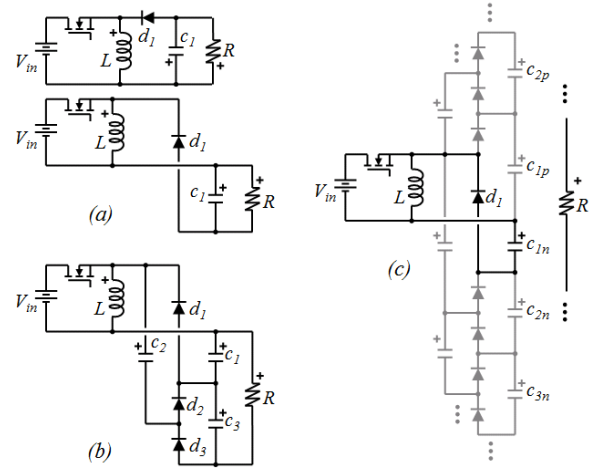 V_in
L
d_1
c_1
R
V_in
L
d_1
c_1
R
(a)
V_in
L
d_1
c_2
c_1
d_2
c_3
d_3
R
(b)
c_2p
c_1p
V_in
L
d_1
R
c_1n
(c)
c_2n
c_3n